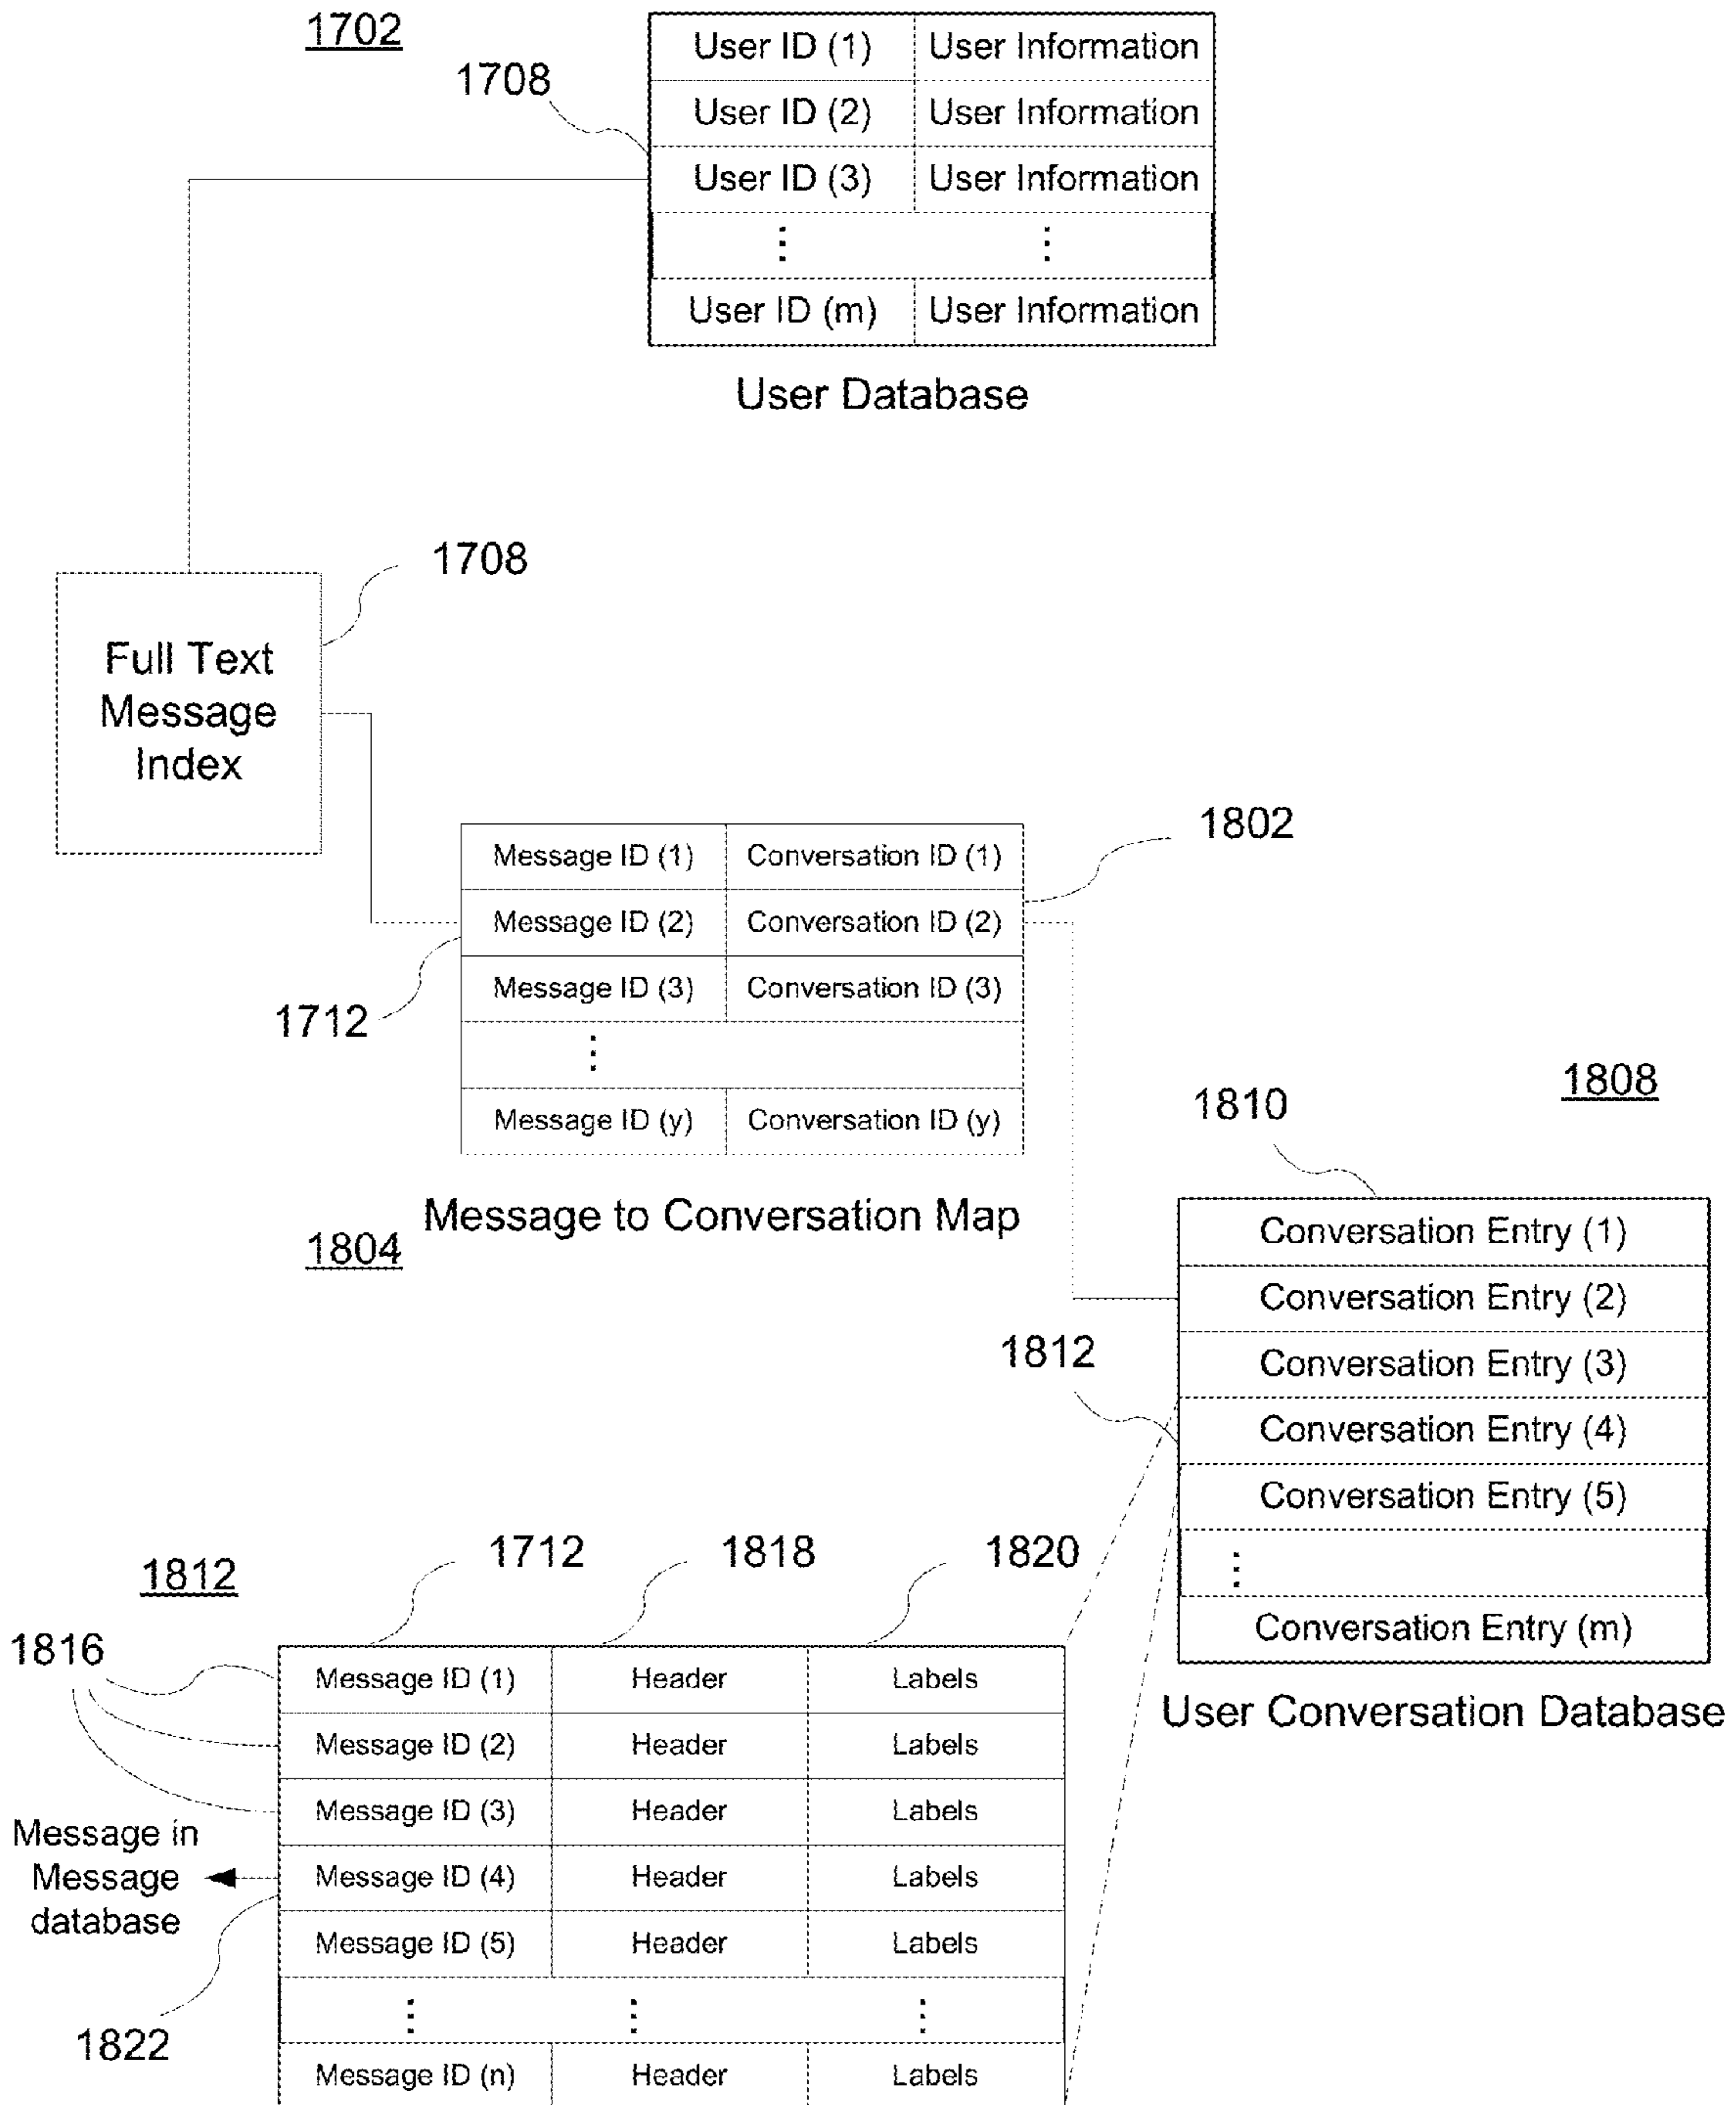 1702
1708
User ID (1) User Information
User ID (2) User Information
User ID (3) User Information
⋮ ⋮
User ID (m) User Information
User Database
1708
Full Text
Message
Index
1802
Message ID (1) Conversation ID (1)
Message ID (2) Conversation ID (2)
Message ID (3) Conversation ID (3)
⋮
Message ID (y) Conversation ID (y)
1712
Message to Conversation Map
1804
1808
1810
Conversation Entry (1)
Conversation Entry (2)
Conversation Entry (3)
Conversation Entry (4)
Conversation Entry (5)
⋮
Conversation Entry (m)
1812
User Conversation Database
1812
1712 1818 1820
1816
Message ID (1) Header Labels
Message ID (2) Header Labels
Message ID (3) Header Labels
Message ID (4) Header Labels
Message ID (5) Header Labels
⋮ ⋮ ⋮
Message ID (n) Header Labels
Message in
Message
database
1822